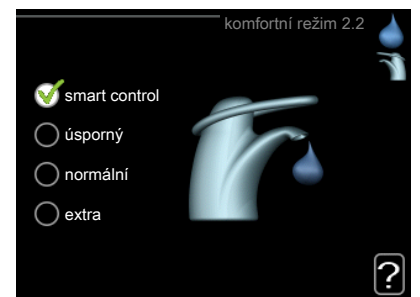 komfortní režim 2.2
smart control
úsporný
normální
extra
?